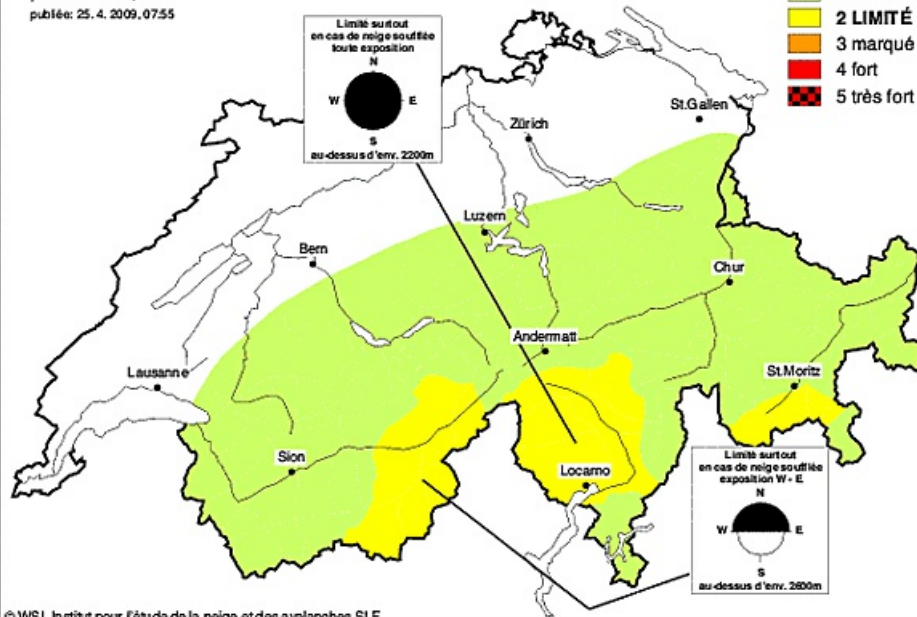 publiée: 25. 4. 2009, 07:55
2 LIMITÉ
3 marqué
4 fort
5 très fort
Limité surtout
en cas de neige soufflée
toute exposition
N
W E
S
au-dessus d'env. 2200m
St.Gallen
Zürich
Luzern
Bern
Chur
Andermatt
Lausanne
St.Moritz
Sion
Locarno
Limité surtout
en cas de neige soufflée
exposition W - E
N
W E
S
au-dessus d'env. 2600m
© WSL Institut pour l'étude de la neige et des avalanches SLF